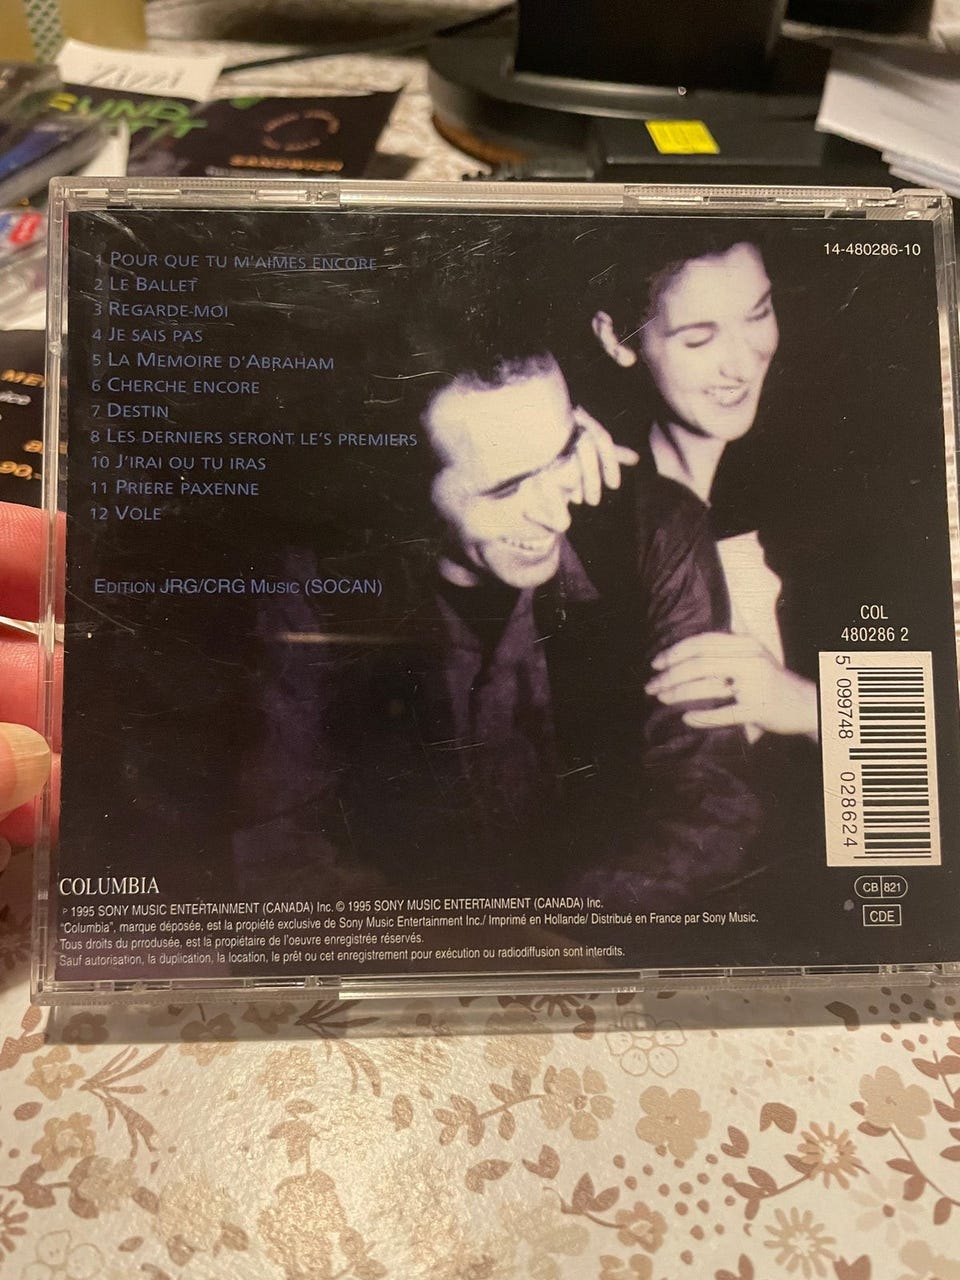 SANDWICH
90,-
14-480286-10
1 POUR QUE TU M'AIMES ENCORE
2 LE BALLET
3 REGARDE-MOI
4 JE SAIS PAS
5 LA MEMOIRE D'ABRAHAM
6 CHERCHE ENCORE
7 DESTIN
8 LES DERNIERS SERONT LE'S PREMIERS
10 J'IRAI OU TU IRAS
11 PRIERE PAXENNE
12 VOLE
EDITION JRG/CRG MUSIC (SOCAN)
COL
480286 2
5 099748 028624
COLUMBIA
CB 821
CDE
℗ 1995 SONY MUSIC ENTERTAINMENT (CANADA) Inc. © 1995 SONY MUSIC ENTERTAINMENT (CANADA) Inc.
"Columbia", marque déposée, est la propiété exclusive de Sony Music Entertainment Inc./ Imprimé en Hollande/ Distribué en France par Sony Music.
Tous droits du prrodusée, est la propiétaire de l'oeuvre enregistrée réservés.
Sauf autorisation, la duplication, la location, le prêt ou cet enregistrement pour exécution ou radiodiffusion sont interdits.